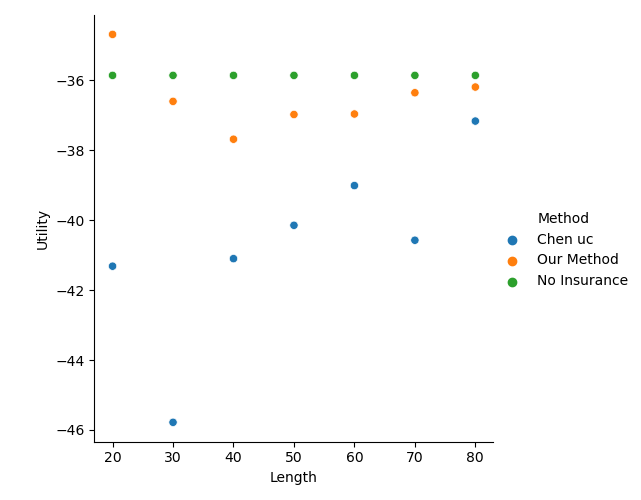 −36
−38
−40
−42
−44
−46
Utility
20 30 40 50 60 70 80
Length
Method
Chen uc
Our Method
No Insurance